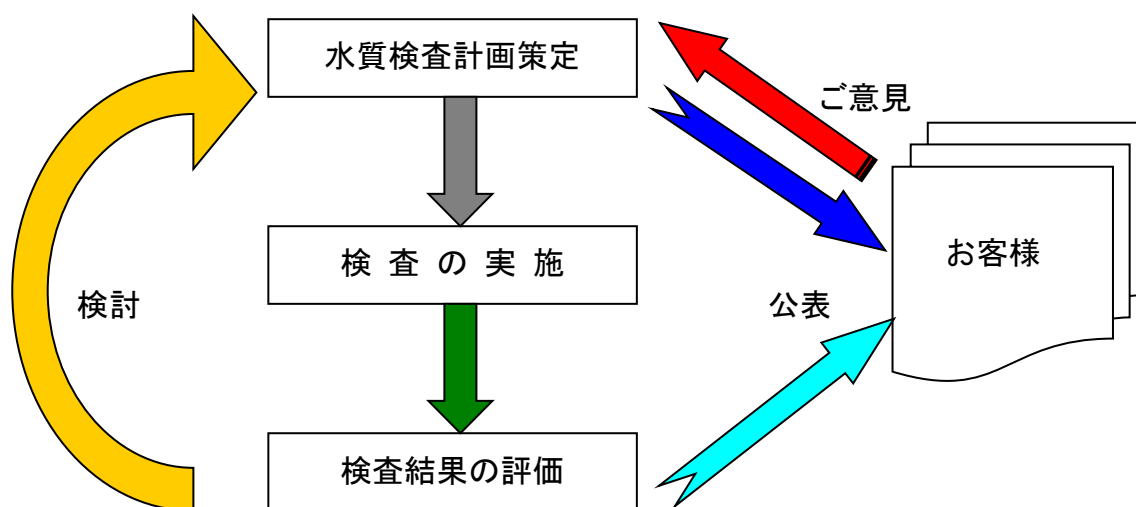 水質検査計画策定
ご意見
検 査 の 実 施
お客様
検討
公表
検査結果の評価